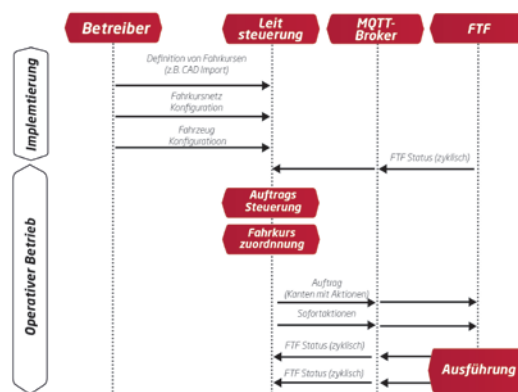 Betreiber
Leit
steuerung
MQTT-
Broker
FTF
Implemtierung
Definition von Fahrkursen
(z.B. CAD Import)
Fahrkursnetz
Konfiguration
Fahrzeug
Konfiguratioon
FTF Status (zyklisch)
Operativer Betrieb
Auftrags
Steuerung
Fahrkurs
zuordnnung
Auftrag
(Kanten mit Aktionen)
Sofortaktionen
FTF Status (zyklisch)
FTF Status (zyklisch)
Ausführung